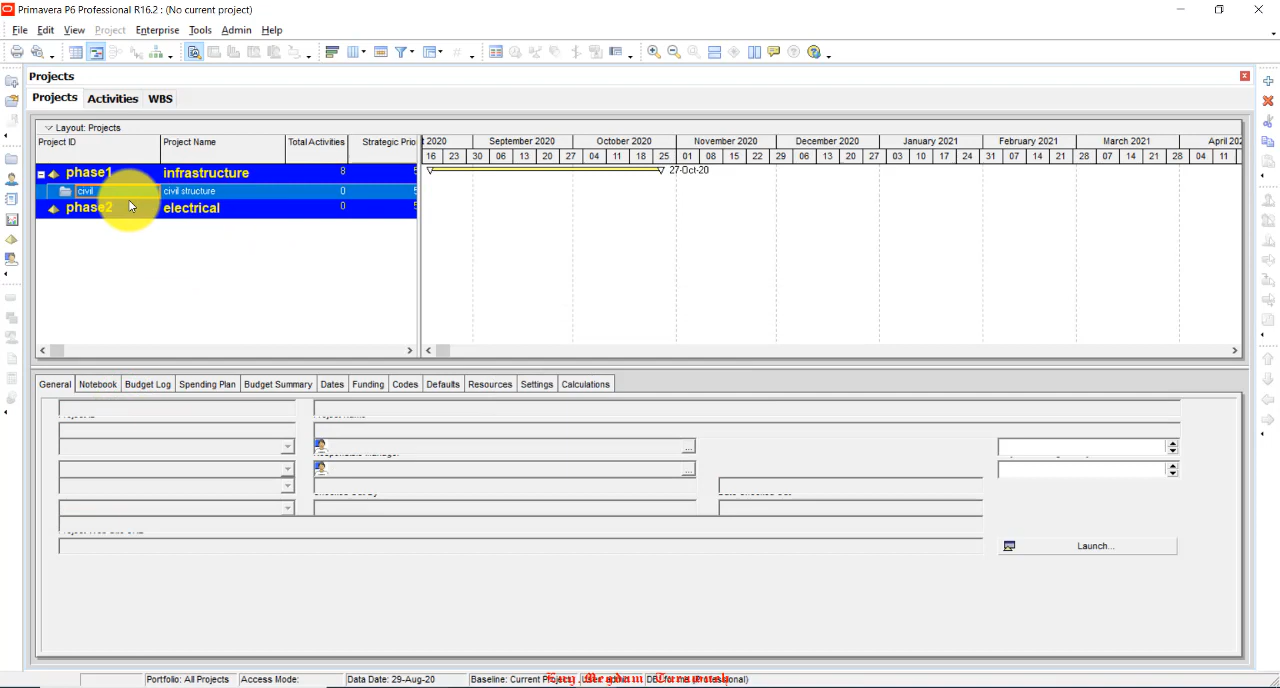 Primavera P6 Professional R16.2 : (No current project)
File Edit View Project Enterprise Tools Admin Help
Projects
Projects Activities WBS
Layout: Projects
Project ID Project Name Total Activities Strategic Prio
2020 September 2020 October 2020 November 2020 December 2020 January 2021 February 2021 March 2021 April 202
16 23 30 06 13 20 27 04 11 18 25 01 08 15 22 29 06 13 20 27 03 10 17 24 31 07 14 21 28 07 14 21 28 04 11
phase1 infrastructure 8 5 27-Oct-20
civil civil structure 0 5
phase2 electrical 0 5
General Notebook Budget Log Spending Plan Budget Summary Dates Funding Codes Defaults Resources Settings Calculations
Launch...
Portfolio: All Projects Access Mode: Data Date: 29-Aug-20 Baseline: Current Project